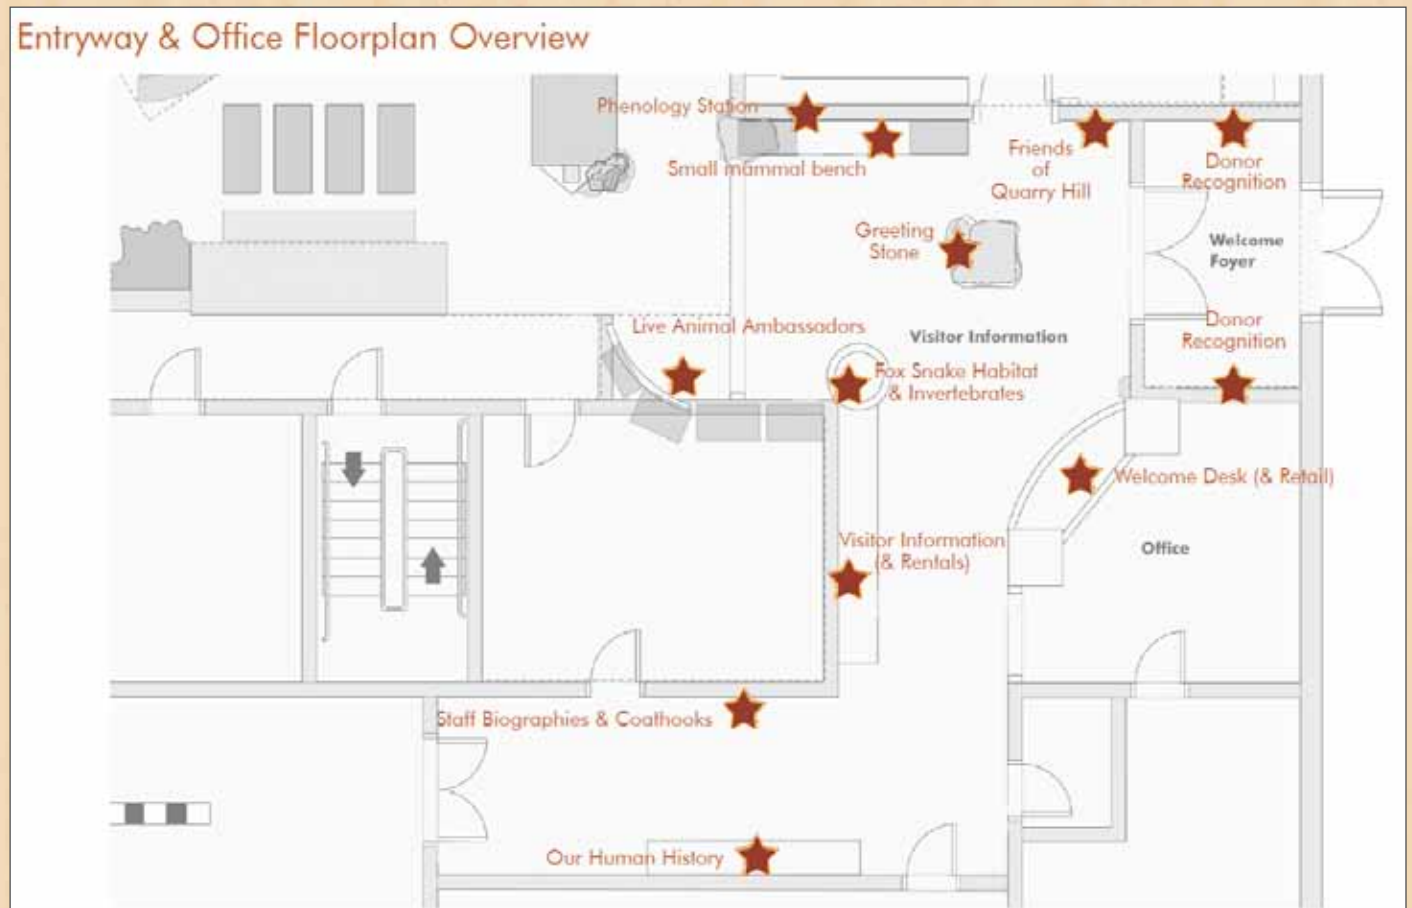 Entryway & Office Floorplan Overview
Phenology Station
Small mammal bench
Friends
of
Quarry Hill
Donor
Recognition
Greeting
Stone
Welcome
Foyer
Live Animal Ambassadors
Visitor Information
Donor
Recognition
Fox Snake Habitat
& Invertebrates
Welcome Desk (& Retail)
Visitor Information
(& Rentals)
Office
Staff Biographies & Coathooks
Our Human History